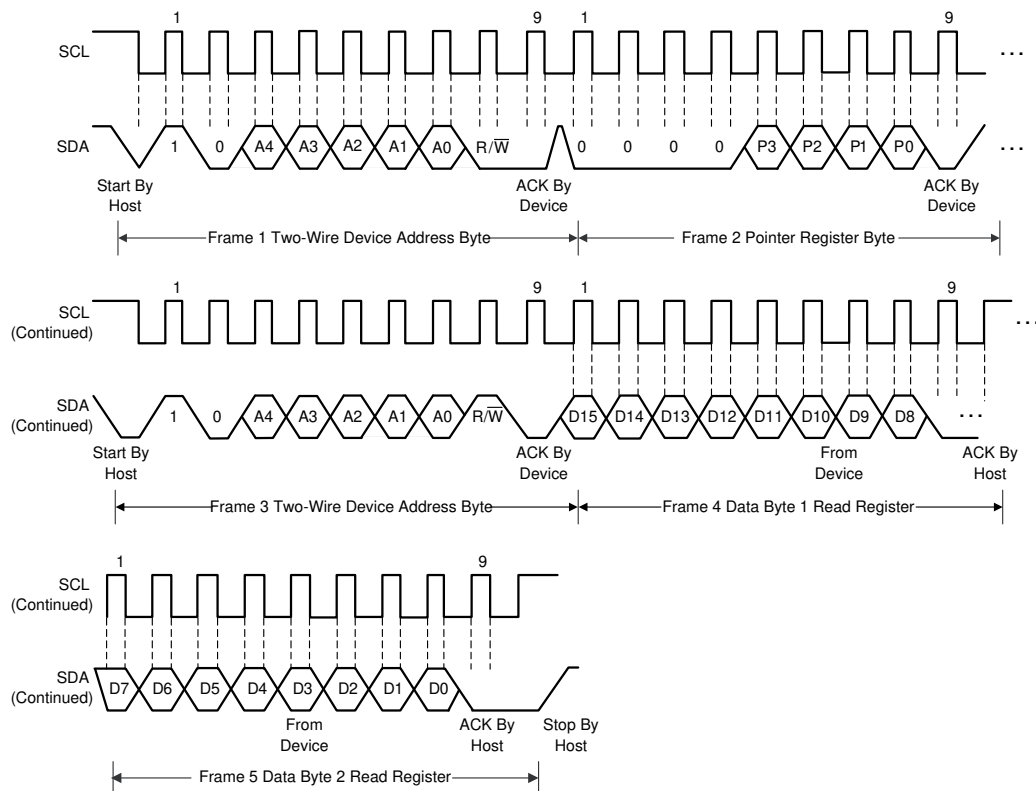 1 9 1 9
SCL ...
SDA 1 0 A4 A3 A2 A1 A0 R/W̅ 0 0 0 0 P3 P2 P1 P0 ...
Start By Host ACK By Device ACK By Device
Frame 1 Two-Wire Device Address Byte Frame 2 Pointer Register Byte
1 9 1 9
SCL (Continued) ...
SDA (Continued) 1 0 A4 A3 A2 A1 A0 R/W̅ D15 D14 D13 D12 D11 D10 D9 D8 ...
Start By Host ACK By Device From Device ACK By Host
Frame 3 Two-Wire Device Address Byte Frame 4 Data Byte 1 Read Register
1 9
SCL (Continued)
SDA (Continued) D7 D6 D5 D4 D3 D2 D1 D0
From Device ACK By Host Stop By Host
Frame 5 Data Byte 2 Read Register